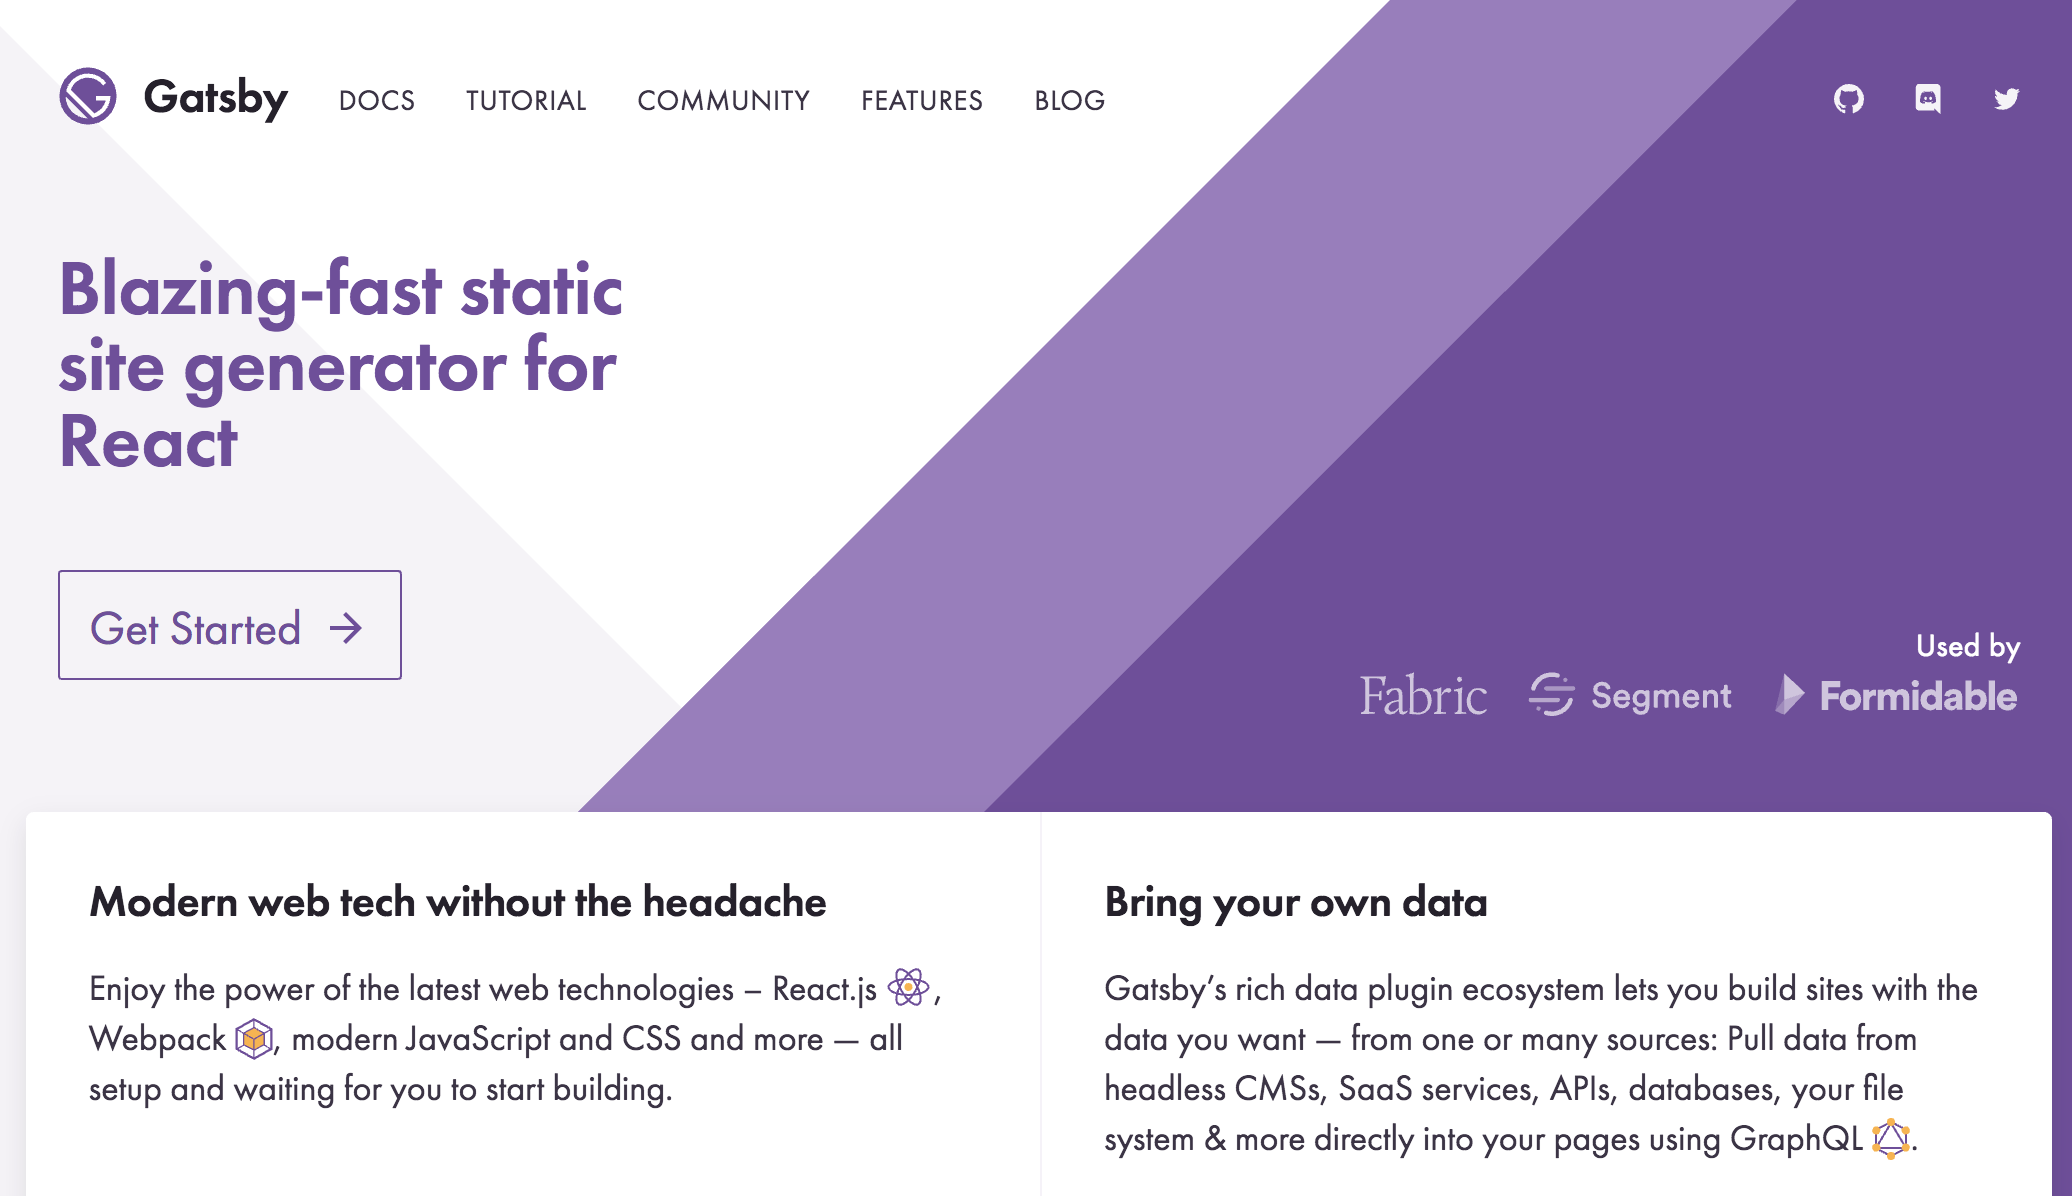 Gatsby DOCS TUTORIAL COMMUNITY FEATURES BLOG
Blazing-fast static
site generator for
React
Get Started
Used by
Fabric Segment Formidable
Modern web tech without the headache
Enjoy the power of the latest web technologies – React.js ,
Webpack , modern JavaScript and CSS and more — all
setup and waiting for you to start building.
Bring your own data
Gatsby’s rich data plugin ecosystem lets you build sites with the
data you want — from one or many sources: Pull data from
headless CMSs, SaaS services, APIs, databases, your file
system & more directly into your pages using GraphQL .